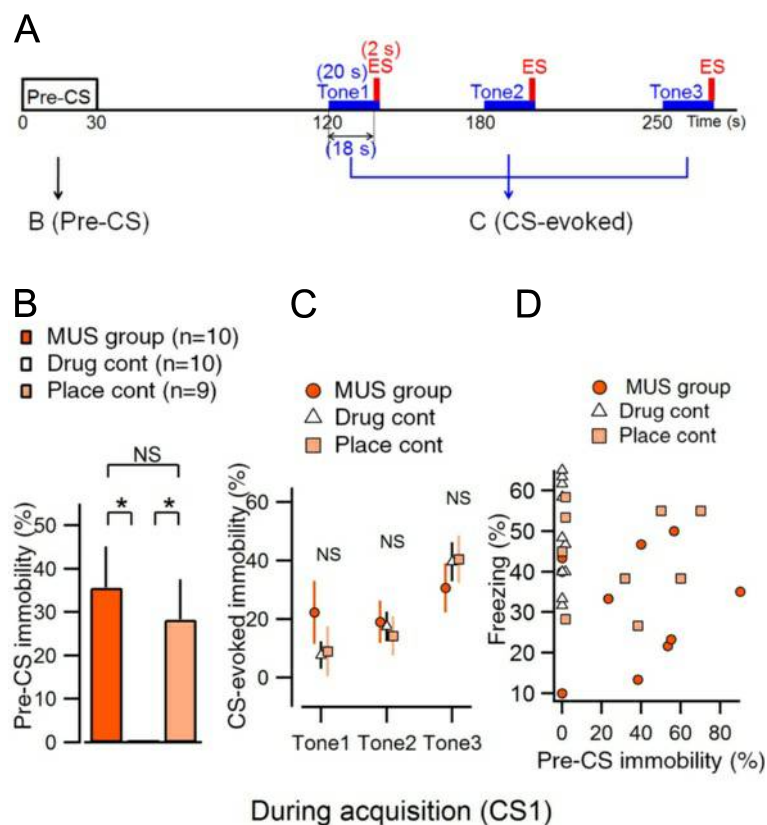 A
(2 s)
(20 s) ES ES ES
Pre-CS Tone1 Tone2 Tone3
0 30 120 180 250 Time (s)
(18 s)
B (Pre-CS) C (CS-evoked)
B
MUS group (n=10)
Drug cont (n=10)
Place cont (n=9)
NS
* *
Pre-CS immobility (%)
50
40
30
20
10
0
C
MUS group
Drug cont
Place cont
CS-evoked immobility (%)
60
40
20
0
NS NS NS
Tone1 Tone2 Tone3
D
MUS group
Drug cont
Place cont
Freezing (%)
60
50
40
30
20
10
0 20 40 60 80
Pre-CS immobility (%)
During acquisition (CS1)